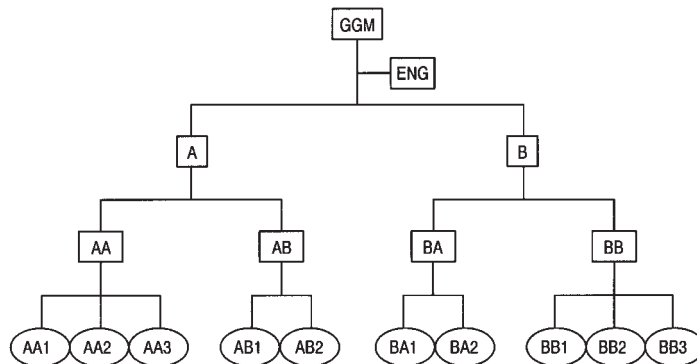 GGM
ENG
A B
AA AB BA BB
AA1 AA2 AA3 AB1 AB2 BA1 BA2 BB1 BB2 BB3